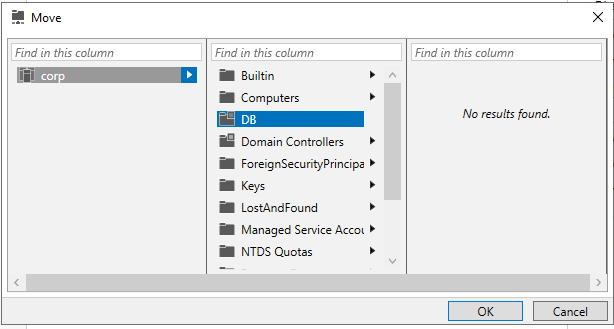 Move
Find in this column
Find in this column
Find in this column
corp
Builtin
Computers
DB
Domain Controllers
ForeignSecurityPrincipa
Keys
LostAndFound
Managed Service Accou
NTDS Quotas
No results found.
OK
Cancel